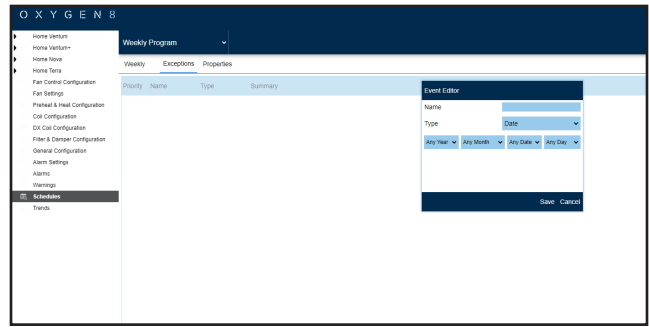 OXYGEN8
Home Ventum
Home Ventum+
Home Nova
Home Terra
Fan Control Configuration
Fan Settings
Preheat & Heat Configuration
Coil Configuration
DX Coil Configuration
Filter & Damper Configuration
General Configuration
Alarm Settings
Alarms
Warnings
Schedules
Trends
Weekly Program
Weekly Exceptions Properties
Priority Name Type Summary
Event Editor
Name
Type Date
Any Year Any Month Any Date Any Day
Save Cancel